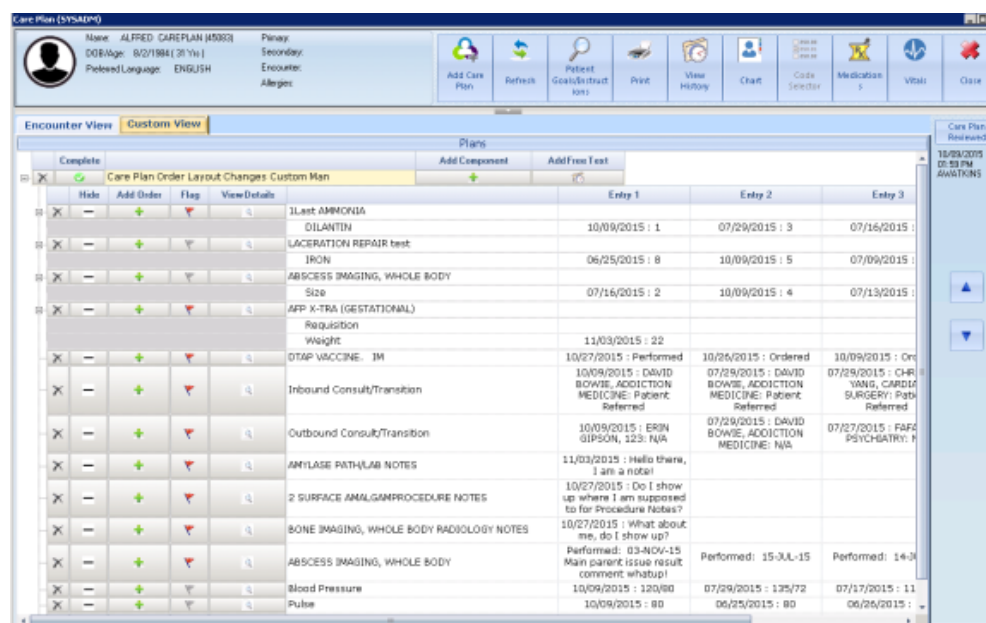 Care Plan (SYSADM)
Name: ALFRED CAREPLAN (45083)
DOB/Age: 8/2/1984 ( 31 Yrs )
Preferred Language: ENGLISH
Primary:
Secondary:
Encounter:
Allergies:
Add Care Plan
Refresh
Patient Goals/Instructions
Print
View History
Chart
Code Selector
Medications
Vitals
Close
Encounter View Custom View
Care Plan Reviewed
10/09/2015
01:59 PM
AWATKINS
Plans
Complete Add Component Add Free Text
Care Plan Order Layout Changes Custom Man
Hide Add Order Flag View Details Entry 1 Entry 2 Entry 3
1Last AMMONIA
DILANTIN 10/09/2015 : 1 07/29/2015 : 3 07/16/2015 :
LACERATION REPAIR test
IRON 06/25/2015 : 8 10/09/2015 : 5 07/09/2015 :
ABSCESS IMAGING, WHOLE BODY
Size 07/16/2015 : 2 10/09/2015 : 4 07/13/2015 :
AFP X-TRA (GESTATIONAL)
Requisition
Weight 11/03/2015 : 22
DTAP VACCINE. IM 10/27/2015 : Performed 10/26/2015 : Ordered 10/09/2015 : Orc
Inbound Consult/Transition
10/09/2015 : DAVID
BOWIE, ADDICTION
MEDICINE: Patient
Referred
07/29/2015 : DAVID
BOWIE, ADDICTION
MEDICINE: Patient
Referred
07/29/2015 : CHR
YANG, CARDIA
SURGERY: Pati
Referred
Outbound Consult/Transition
10/09/2015 : ERIN
GIPSON, 123: N/A
07/29/2015 : DAVID
BOWIE, ADDICTION
MEDICINE: N/A
07/27/2015 : FAFA
PSYCHIATRY: N
AMYLASE PATH/LAB NOTES
11/03/2015 : Hello there,
I am a note!
2 SURFACE AMALGAMPROCEDURE NOTES
10/27/2015 : Do I show
up where I am supposed
to for Procedure Notes?
BONE IMAGING, WHOLE BODY RADIOLOGY NOTES
10/27/2015 : What about
me, do I show up?
ABSCESS IMAGING, WHOLE BODY
Performed: 03-NOV-15
Main parent issue result
comment whatup!
Performed: 15-JUL-15
Performed: 14-JU
Blood Pressure 10/09/2015 : 120/80 07/29/2015 : 135/72 07/17/2015 : 11
Pulse 10/09/2015 : 80 06/25/2015 : 80 06/26/2015 :